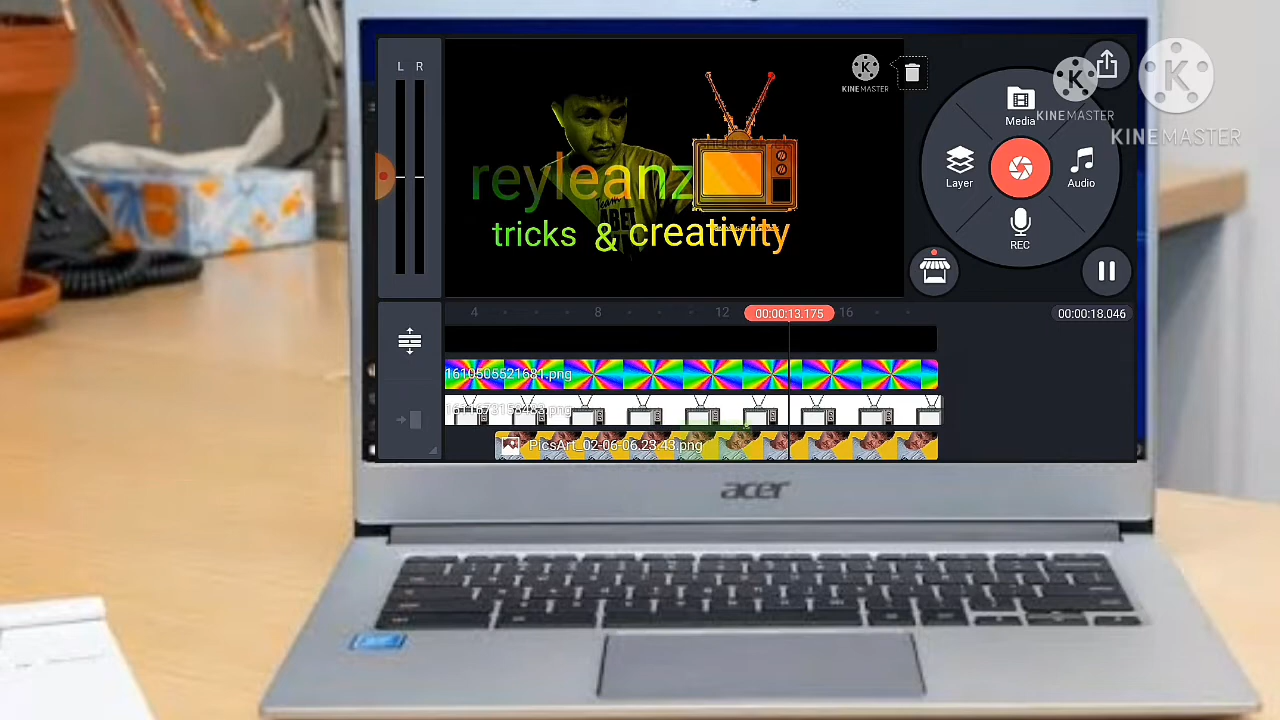 L R
KINEMASTER
Media
KINEMASTER
KINEMASTER
Layer
Audio
REC
reyleanz
tricks & creativity
4
8
12
00:00:13.175
16
00:00:18.046
1610505521681.png
PicsArt_02-06-06.23.43.png
acer